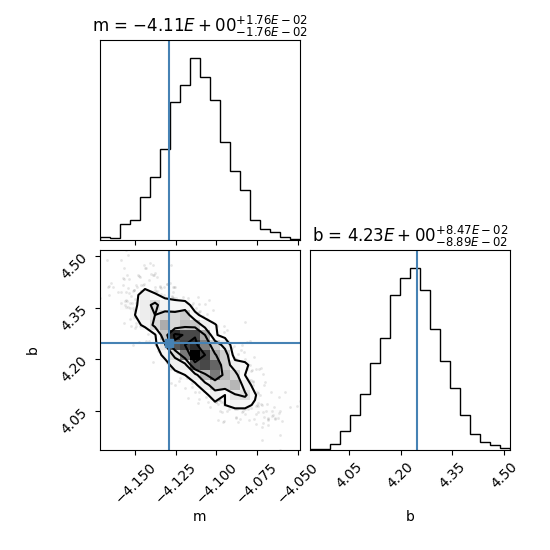 m = −4.11E + 00+1.76E − 02
−1.76E − 02
b = 4.23E + 00+8.47E − 02
−8.89E − 02
4.50
4.35
4.20
4.05
b
−4.150
−4.125
−4.100
−4.075
−4.050
m
4.05
4.20
4.35
4.50
b